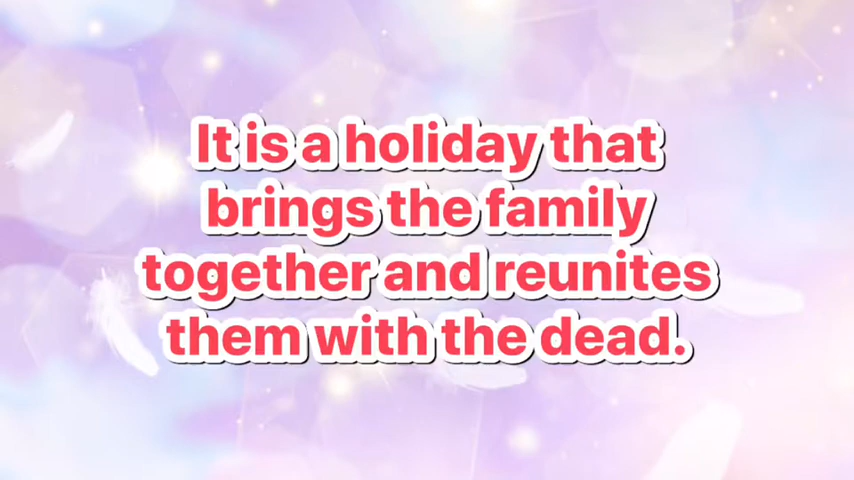 It is a holiday that
brings the family
together and reunites
them with the dead.